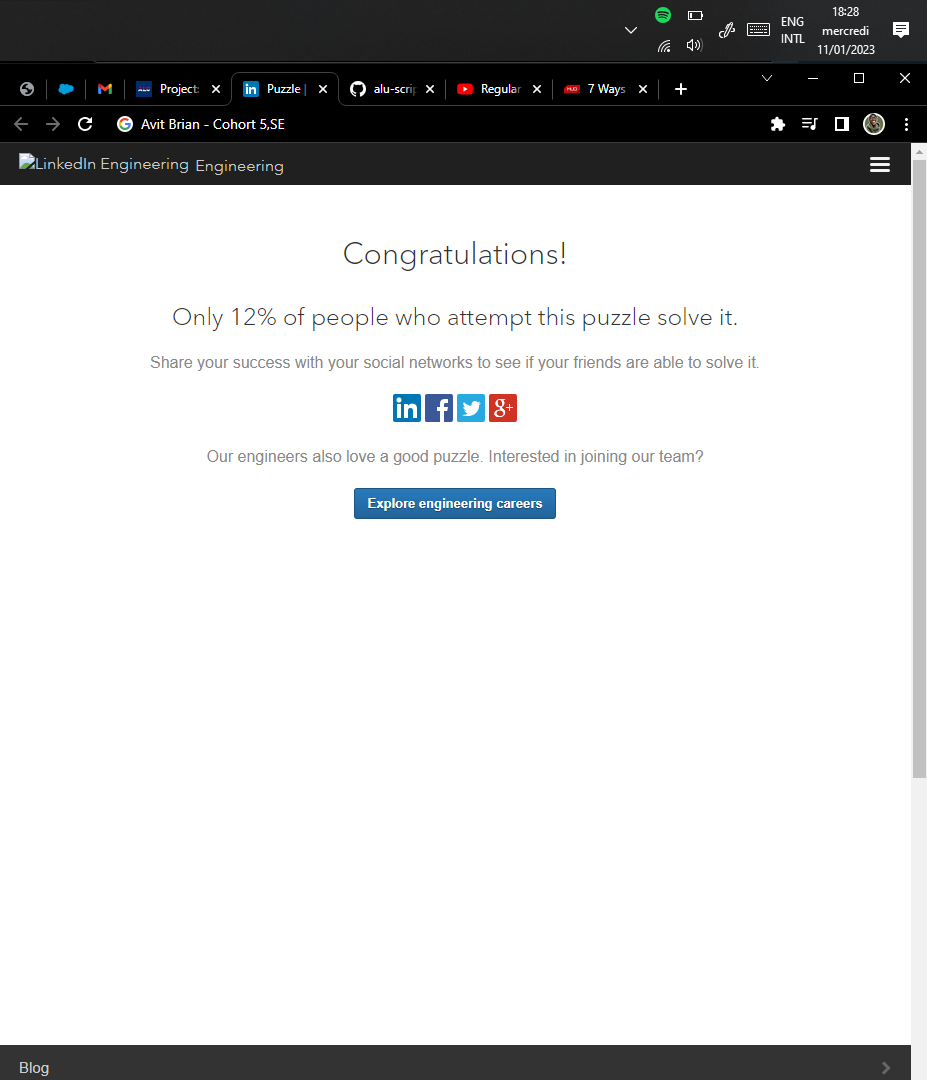 18:28
ENG
mercredi
INTL
11/01/2023
Project: Puzzle | alu-scrip Regular 7 Ways
Avit Brian - Cohort 5,SE
LinkedIn Engineering Engineering
Congratulations!
Only 12% of people who attempt this puzzle solve it.
Share your success with your social networks to see if your friends are able to solve it.
in f g+
Our engineers also love a good puzzle. Interested in joining our team?
Explore engineering careers
Blog